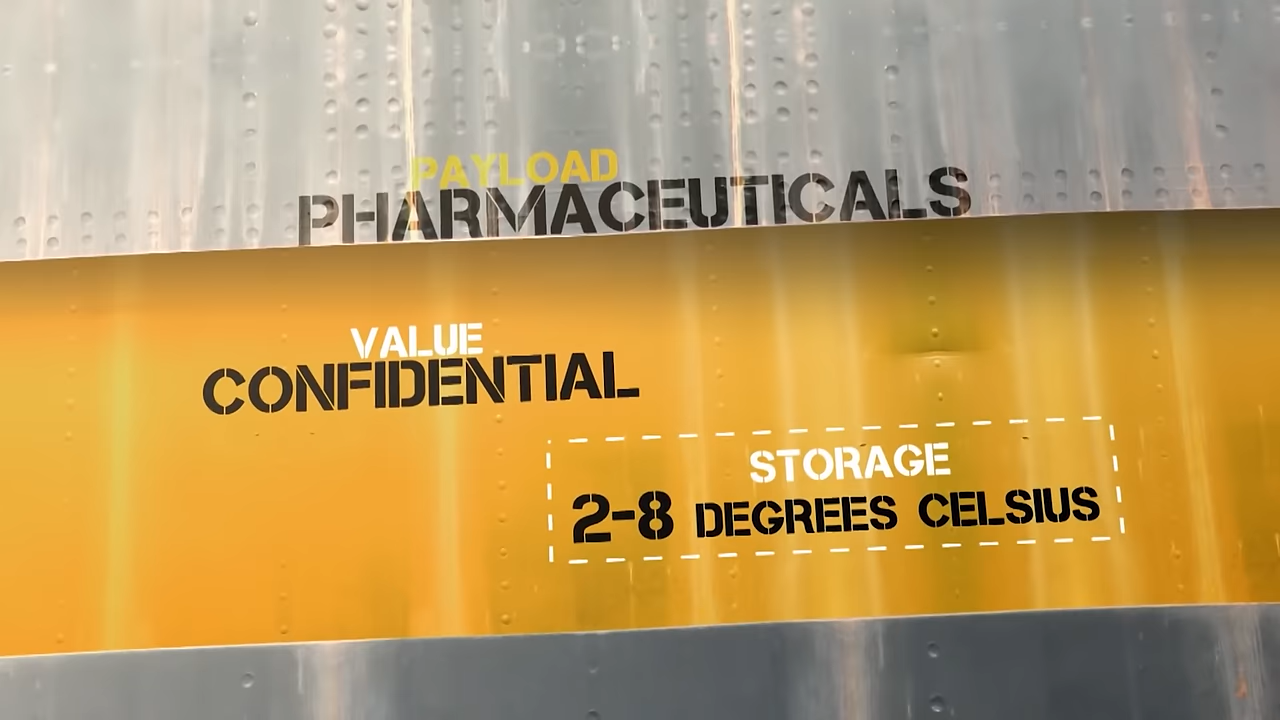 PAYLOAD
PHARMACEUTICALS
VALUE
CONFIDENTIAL
STORAGE
2-8 DEGREES CELSIUS